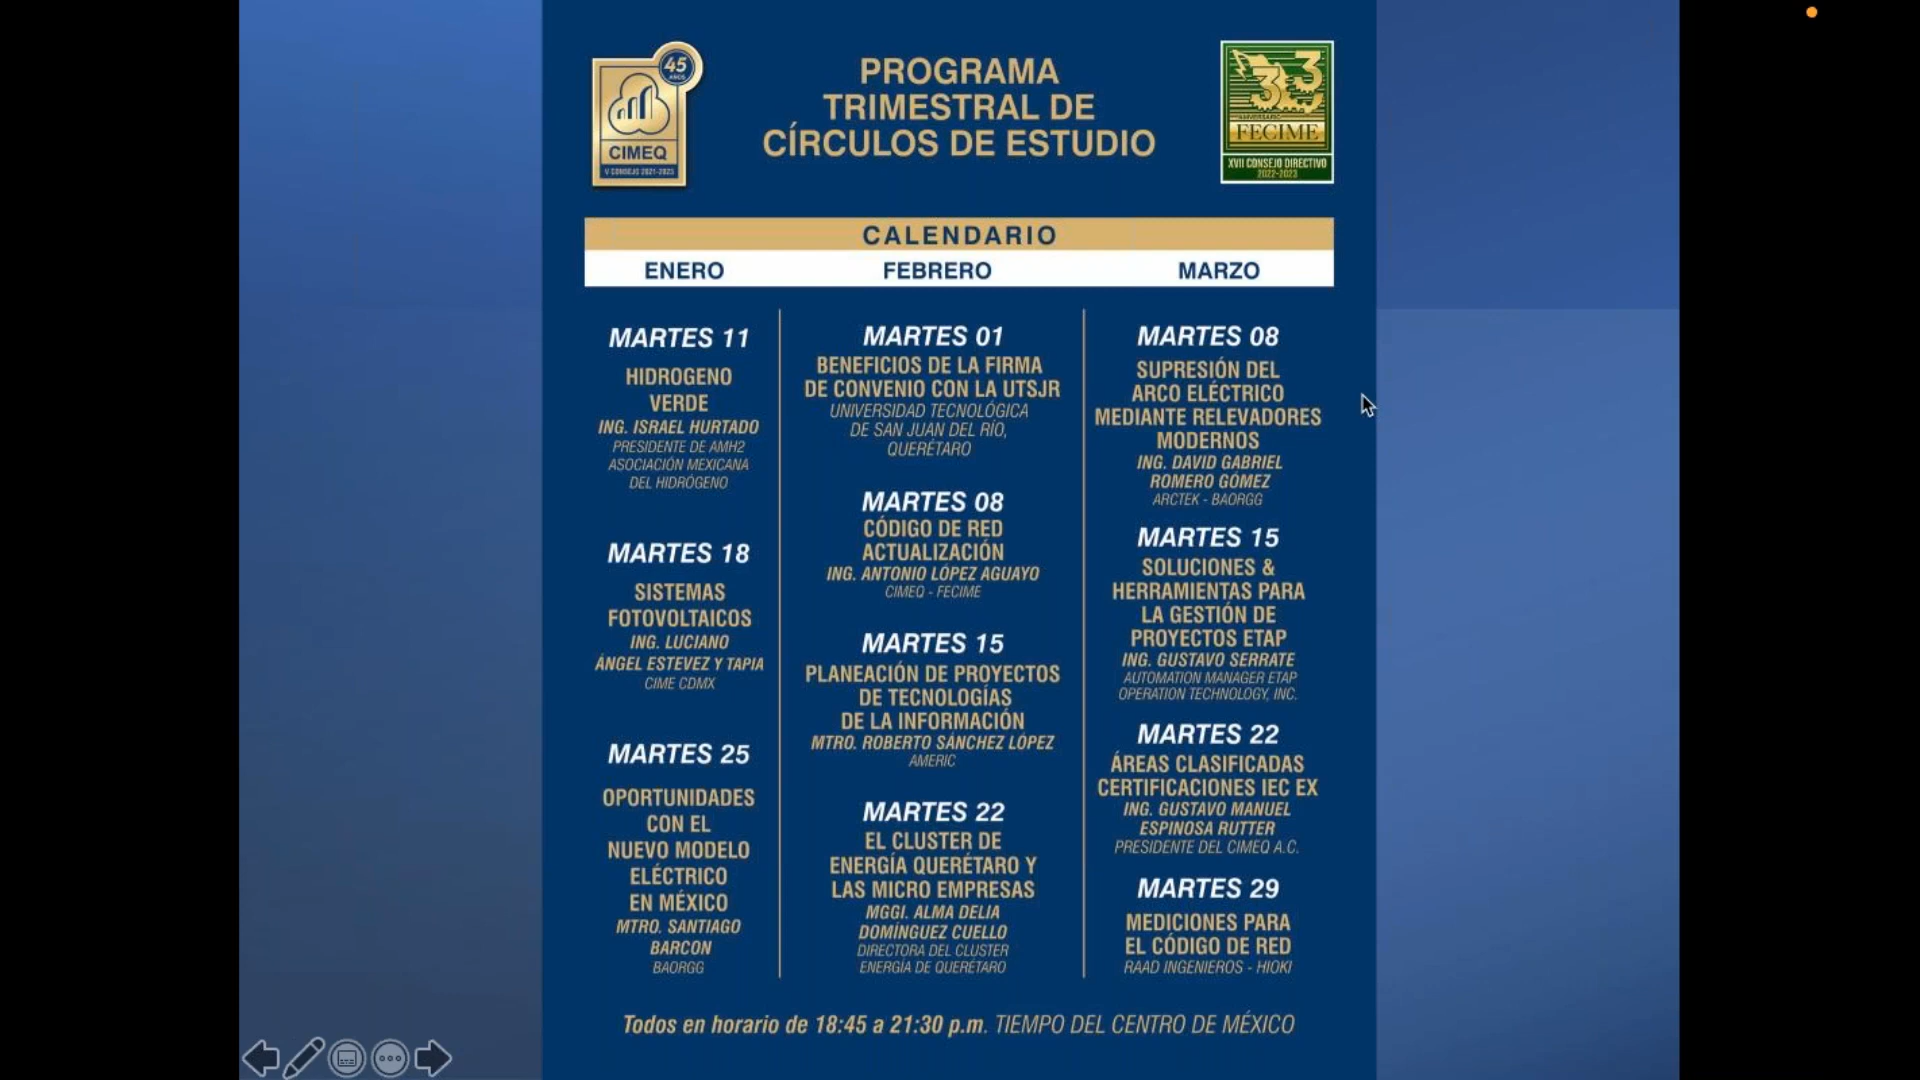 45
AÑOS
CIMEQ
V CONSEJO 2021-2023
PROGRAMA
TRIMESTRAL DE
CÍRCULOS DE ESTUDIO
33
ANIVERSARIO
FECIME
XVII CONSEJO DIRECTIVO
2022-2023
CALENDARIO
ENERO
FEBRERO
MARZO
MARTES 11
HIDROGENO
VERDE
ING. ISRAEL HURTADO
PRESIDENTE DE AMH2
ASOCIACIÓN MEXICANA
DEL HIDRÓGENO
MARTES 18
SISTEMAS
FOTOVOLTAICOS
ING. LUCIANO
ÁNGEL ESTEVEZ Y TAPIA
CIME CDMX
MARTES 25
OPORTUNIDADES
CON EL
NUEVO MODELO
ELÉCTRICO
EN MÉXICO
MTRO. SANTIAGO
BARCON
BAORGG
MARTES 01
BENEFICIOS DE LA FIRMA
DE CONVENIO CON LA UTSJR
UNIVERSIDAD TECNOLÓGICA
DE SAN JUAN DEL RÍO,
QUERÉTARO
MARTES 08
CÓDIGO DE RED
ACTUALIZACIÓN
ING. ANTONIO LÓPEZ AGUAYO
CIMEQ - FECIME
MARTES 15
PLANEACIÓN DE PROYECTOS
DE TECNOLOGÍAS
DE LA INFORMACIÓN
MTRO. ROBERTO SÁNCHEZ LÓPEZ
AMERIC
MARTES 22
EL CLUSTER DE
ENERGÍA QUERÉTARO Y
LAS MICRO EMPRESAS
MGGI. ALMA DELIA
DOMÍNGUEZ CUELLO
DIRECTORA DEL CLUSTER
ENERGÍA DE QUERÉTARO
MARTES 08
SUPRESIÓN DEL
ARCO ELÉCTRICO
MEDIANTE RELEVADORES
MODERNOS
ING. DAVID GABRIEL
ROMERO GÓMEZ
ARCTEK - BAORGG
MARTES 15
SOLUCIONES &
HERRAMIENTAS PARA
LA GESTIÓN DE
PROYECTOS ETAP
ING. GUSTAVO SERRATE
AUTOMATION MANAGER ETAP
OPERATION TECHNOLOGY, INC.
MARTES 22
ÁREAS CLASIFICADAS
CERTIFICACIONES IEC EX
ING. GUSTAVO MANUEL
ESPINOSA RUTTER
PRESIDENTE DEL CIMEQ A.C.
MARTES 29
MEDICIONES PARA
EL CÓDIGO DE RED
RAAD INGENIEROS - HIOKI
Todos en horario de 18:45 a 21:30 p.m. TIEMPO DEL CENTRO DE MÉXICO